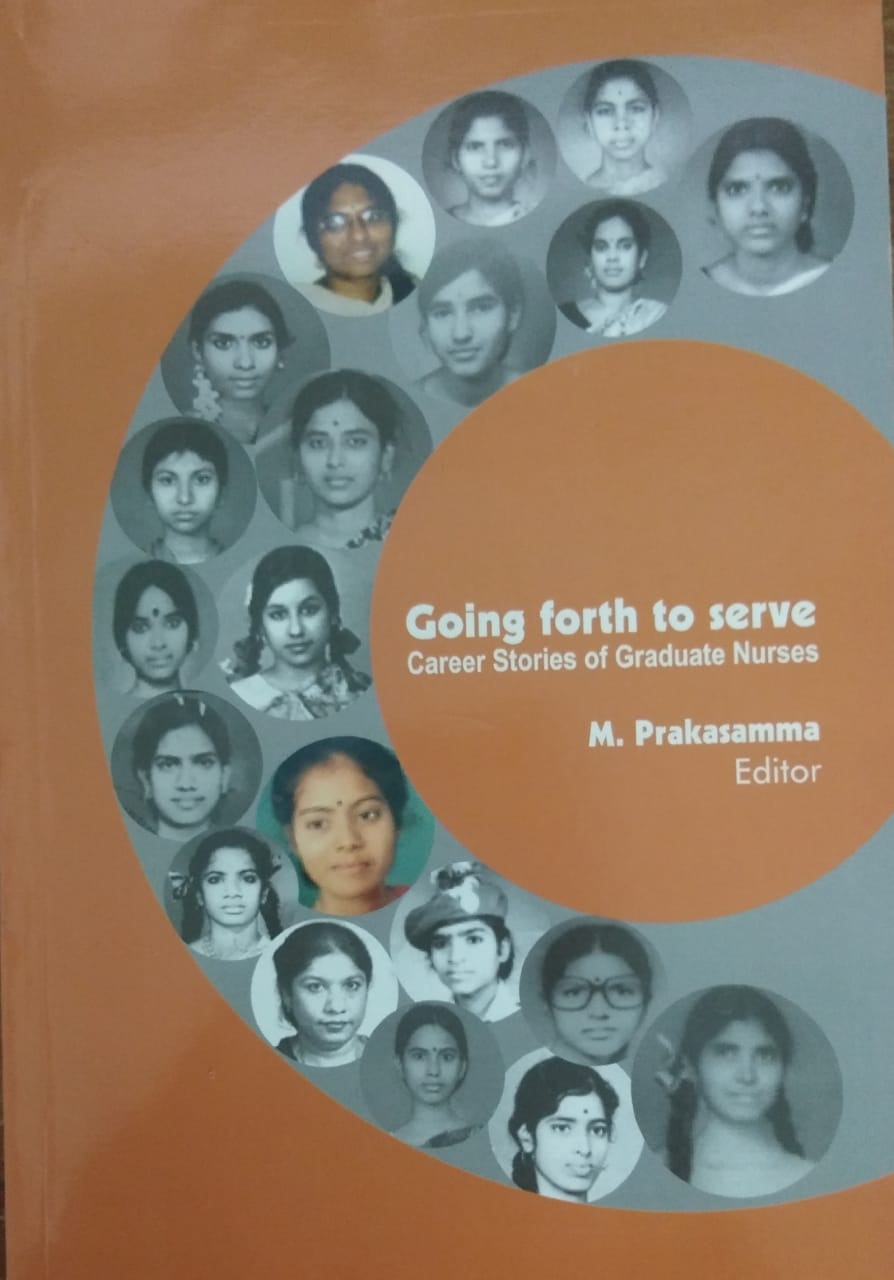 Going forth to serve
Career Stories of Graduate Nurses
M. Prakasamma
Editor